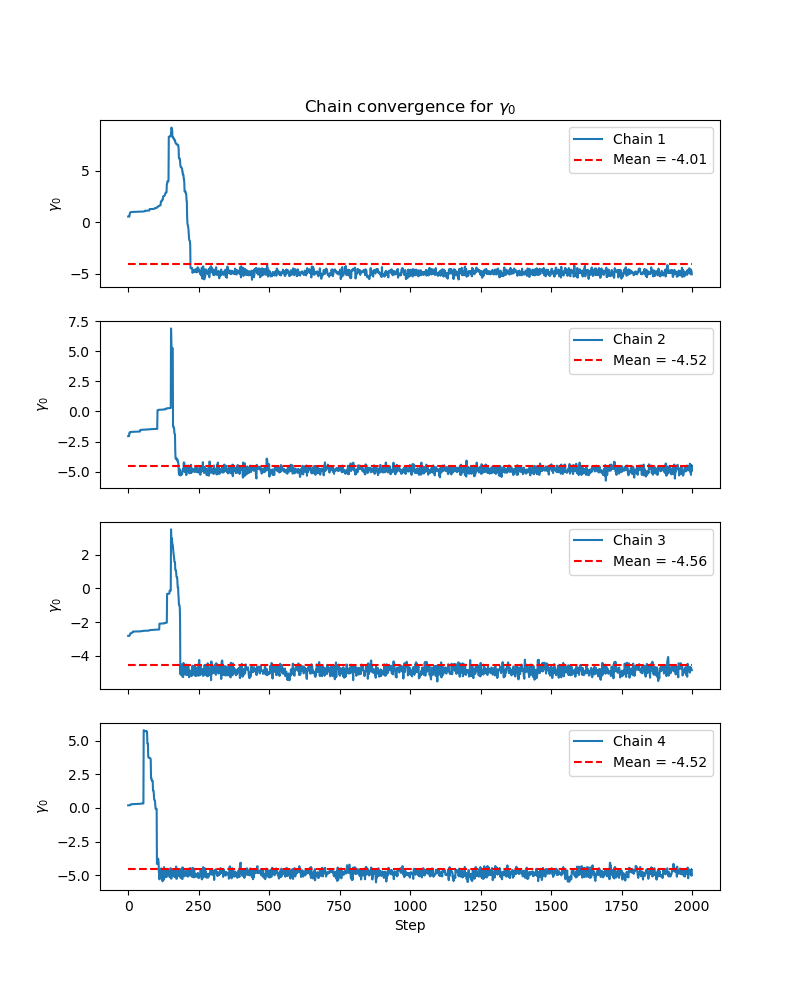 Chain convergence for γ₀
Chain 1
Mean = -4.01
5
0
−5
γ₀
Chain 2
Mean = -4.52
7.5
5.0
2.5
0.0
−2.5
−5.0
γ₀
Chain 3
Mean = -4.56
2
0
−2
−4
γ₀
Chain 4
Mean = -4.52
5.0
2.5
0.0
−2.5
−5.0
γ₀
0 250 500 750 1000 1250 1500 1750 2000
Step